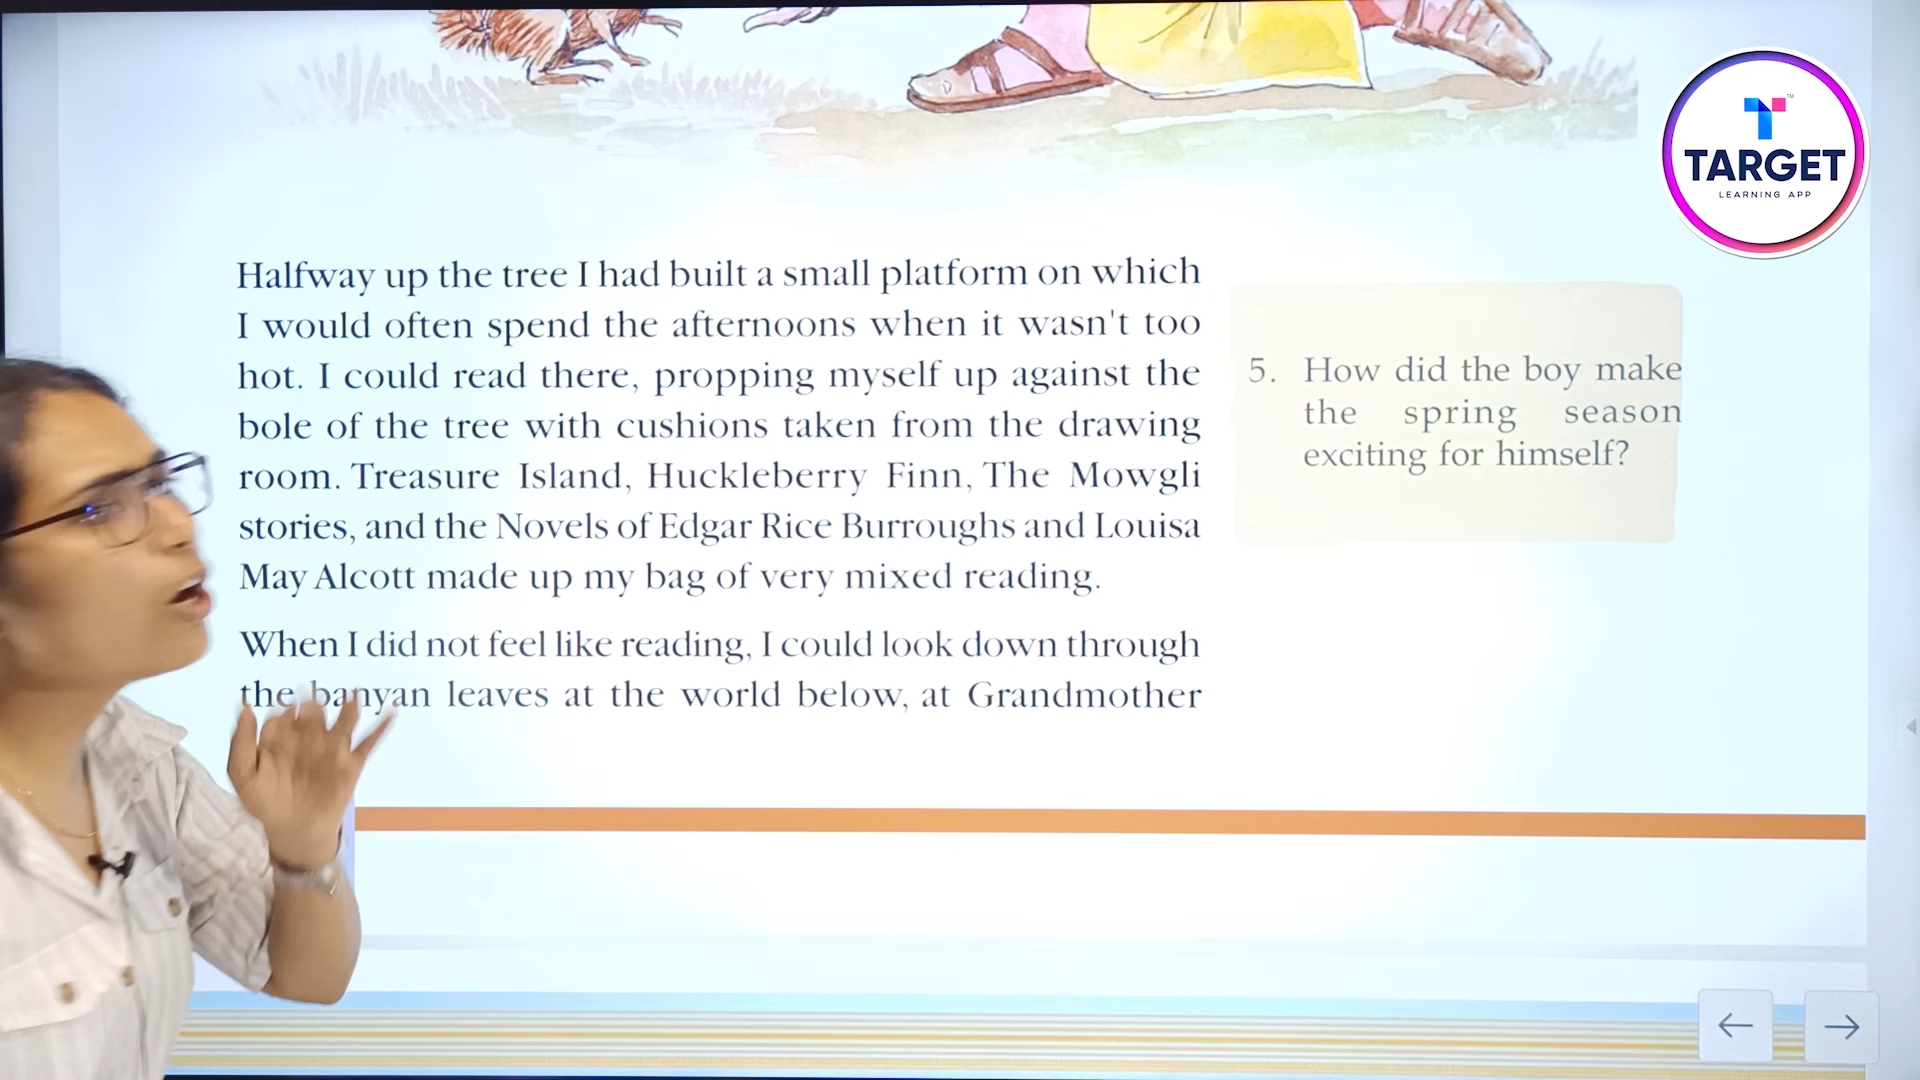 TARGET
LEARNING APP
Halfway up the tree I had built a small platform on which
I would often spend the afternoons when it wasn't too
hot. I could read there, propping myself up against the
bole of the tree with cushions taken from the drawing
room. Treasure Island, Huckleberry Finn, The Mowgli
stories, and the Novels of Edgar Rice Burroughs and Louisa
May Alcott made up my bag of very mixed reading.
When I did not feel like reading, I could look down through
the banyan leaves at the world below, at Grandmother
5. How did the boy make
the spring season
exciting for himself?